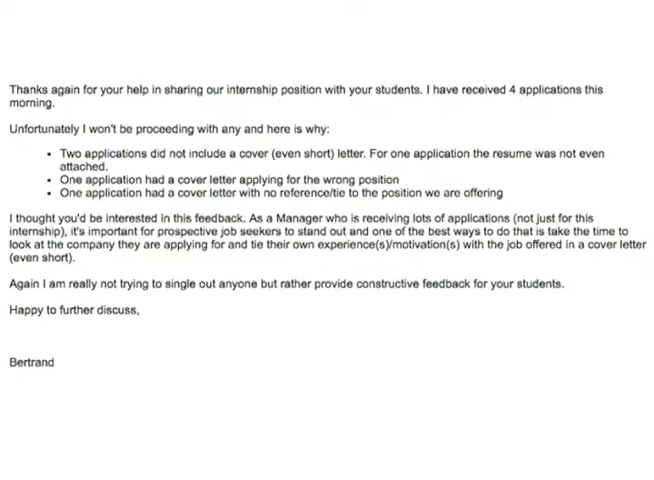 Thanks again for your help in sharing our internship position with your students. I have received 4 applications this
morning.
Unfortunately I won't be proceeding with any and here is why:
• Two applications did not include a cover (even short) letter. For one application the resume was not even
attached.
• One application had a cover letter applying for the wrong position
• One application had a cover letter with no reference/tie to the position we are offering
I thought you'd be interested in this feedback. As a Manager who is receiving lots of applications (not just for this
internship), it's important for prospective job seekers to stand out and one of the best ways to do that is take the time to
look at the company they are applying for and tie their own experience(s)/motivation(s) with the job offered in a cover letter
(even short).
Again I am really not trying to single out anyone but rather provide constructive feedback for your students.
Happy to further discuss,
Bertrand